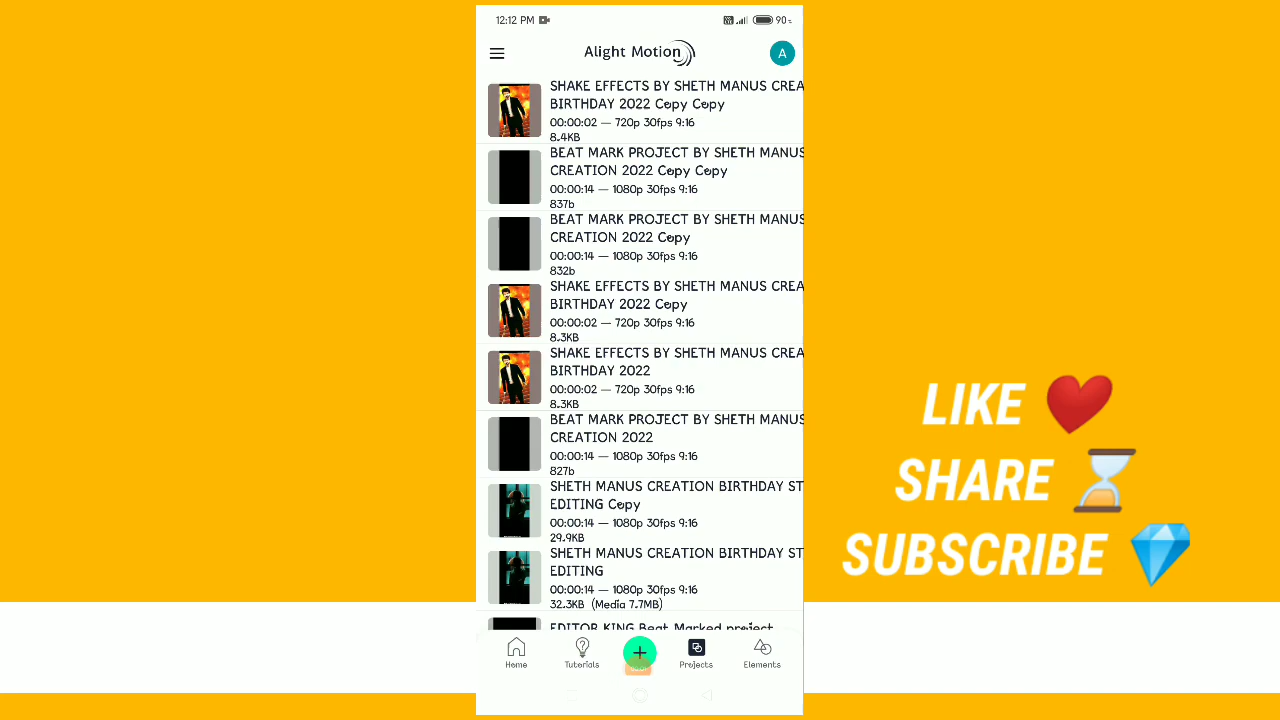 12:12 PM
90
Alight Motion
A
SHAKE EFFECTS BY SHETH MANUS CREA
BIRTHDAY 2022 Copy Copy
00:00:02 — 720p 30fps 9:16
8.4KB
BEAT MARK PROJECT BY SHETH MANUS
CREATION 2022 Copy Copy
00:00:14 — 1080p 30fps 9:16
837b
BEAT MARK PROJECT BY SHETH MANUS
CREATION 2022 Copy
00:00:14 — 1080p 30fps 9:16
832b
SHAKE EFFECTS BY SHETH MANUS CREA
BIRTHDAY 2022 Copy
00:00:02 — 720p 30fps 9:16
8.3KB
SHAKE EFFECTS BY SHETH MANUS CREA
BIRTHDAY 2022
00:00:02 — 720p 30fps 9:16
8.3KB
BEAT MARK PROJECT BY SHETH MANUS
CREATION 2022
00:00:14 — 1080p 30fps 9:16
827b
SHETH MANUS CREATION BIRTHDAY ST
EDITING Copy
00:00:14 — 1080p 30fps 9:16
29.9KB
SHETH MANUS CREATION BIRTHDAY ST
EDITING
00:00:14 — 1080p 30fps 9:16
32.3KB (Media 7.7MB)
EDITOR KING Beat Marked project
Home
Tutorials
Projects
Elements
LIKE
SHARE
SUBSCRIBE